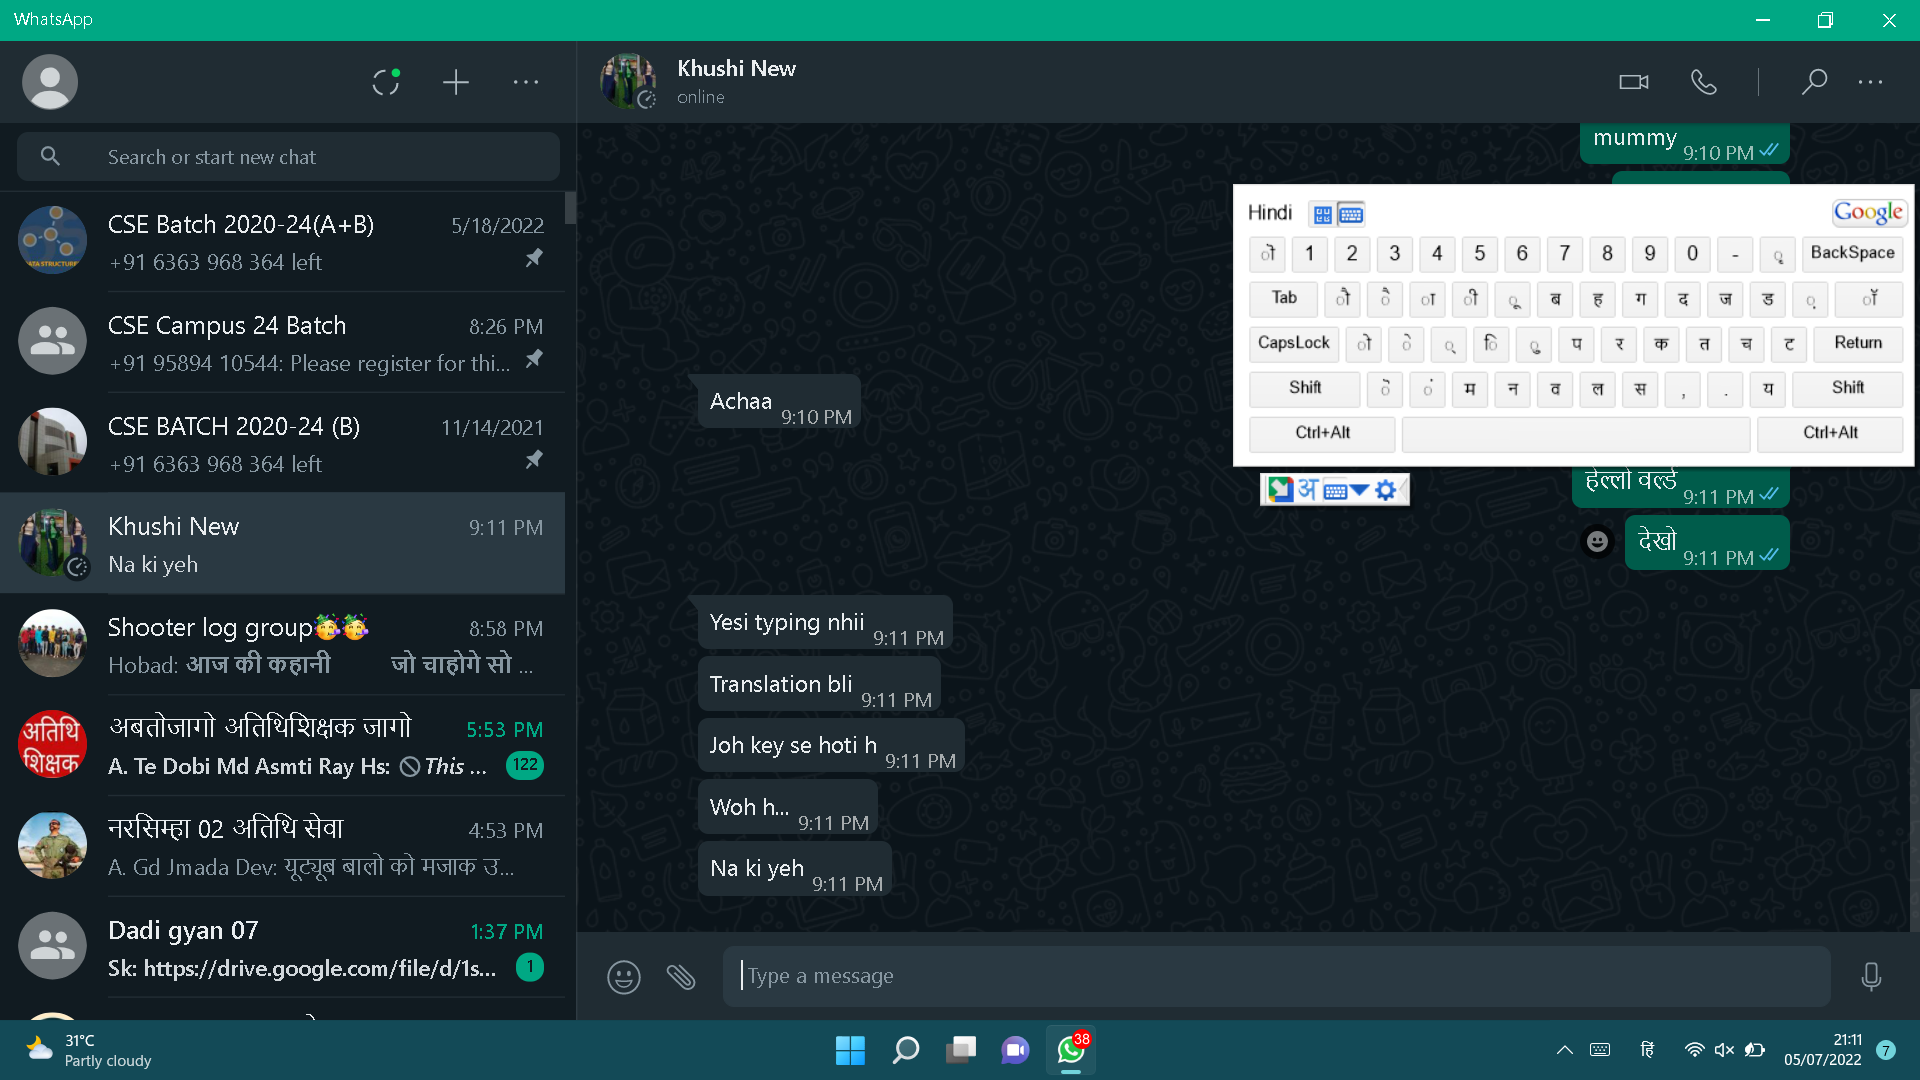 WhatsApp
Search or start new chat
CSE Batch 2020-24(A+B)
5/18/2022
+91 6363 968 364 left
CSE Campus 24 Batch
8:26 PM
+91 95894 10544: Please register for thi...
CSE BATCH 2020-24 (B)
11/14/2021
+91 6363 968 364 left
Khushi New
9:11 PM
Na ki yeh
Shooter log group🥳🥳
8:58 PM
Hobad: आज की कहानी जो चाहोगे सो ...
अतिथि
शिक्षक
अबतोजागो अतिथिशिक्षक जागो
5:53 PM
A. Te Dobi Md Asmti Ray Hs: 🚫This ...
122
नरसिम्हा 02 अतिथि सेवा
4:53 PM
A. Gd Jmada Dev: यूट्यूब बालो को मजाक उ...
Dadi gyan 07
1:37 PM
Sk: https://drive.google.com/file/d/1s...
1
Khushi New
online
mummy
9:10 PM
Achaa
9:10 PM
Hindi
Google
ॊ 1 2 3 4 5 6 7 8 9 0 - ृ BackSpace
Tab ौ ै ा ी ू ब ह ग द ज ड ़ ॉ
CapsLock ो े ् ि ु प र क त च ट Return
Shift ॆ ं म न व ल स , . य Shift
Ctrl+Alt Ctrl+Alt
अ
हेल्लो वर्ल्ड
9:11 PM
देखो
9:11 PM
Yesi typing nhii
9:11 PM
Translation bli
9:11 PM
Joh key se hoti h
9:11 PM
Woh h...
9:11 PM
Na ki yeh
9:11 PM
Type a message
31°C
Partly cloudy
38
हिं
21:11
05/07/2022
7